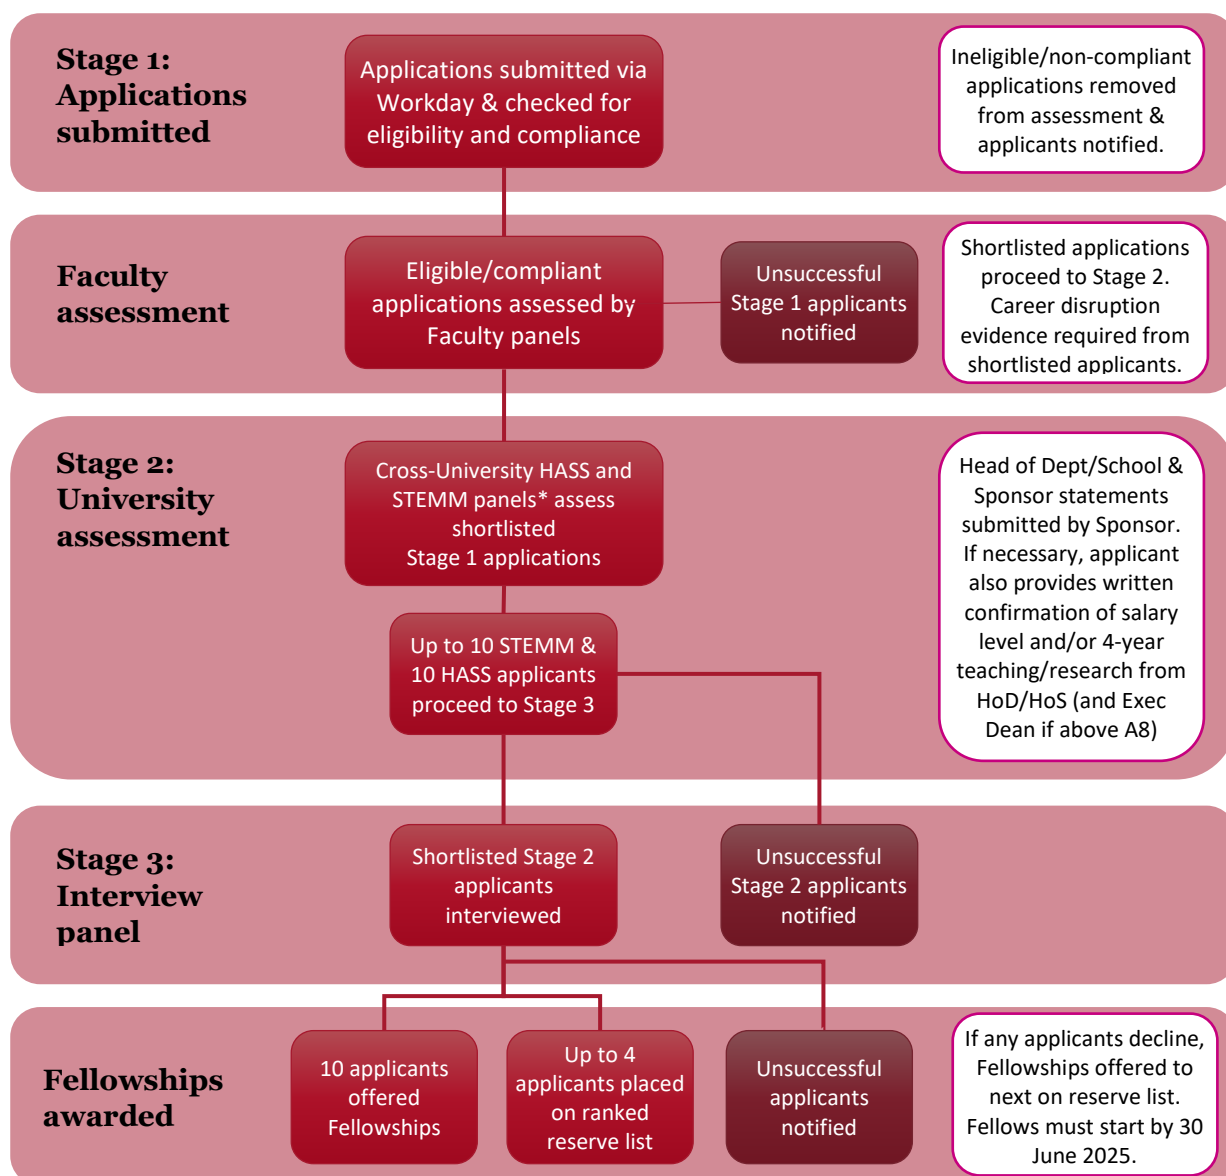 Stage 1:
Applications
submitted
Applications submitted via
Workday & checked for
eligibility and compliance
Ineligible/non-compliant
applications removed
from assessment &
applicants notified.
Faculty
assessment
Eligible/compliant
applications assessed by
Faculty panels
Unsuccessful
Stage 1 applicants
notified
Shortlisted applications
proceed to Stage 2.
Career disruption
evidence required from
shortlisted applicants.
Stage 2:
University
assessment
Cross-University HASS and
STEMM panels* assess
shortlisted
Stage 1 applications
Up to 10 STEMM &
10 HASS applicants
proceed to Stage 3
Head of Dept/School &
Sponsor statements
submitted by Sponsor.
If necessary, applicant
also provides written
confirmation of salary
level and/or 4-year
teaching/research from
HoD/HoS (and Exec
Dean if above A8)
Stage 3:
Interview
panel
Shortlisted Stage 2
applicants
interviewed
Unsuccessful
Stage 2 applicants
notified
Fellowships
awarded
10 applicants
offered
Fellowships
Up to 4
applicants placed
on ranked
reserve list
Unsuccessful
applicants
notified
If any applicants decline,
Fellowships offered to
next on reserve list.
Fellows must start by 30
June 2025.